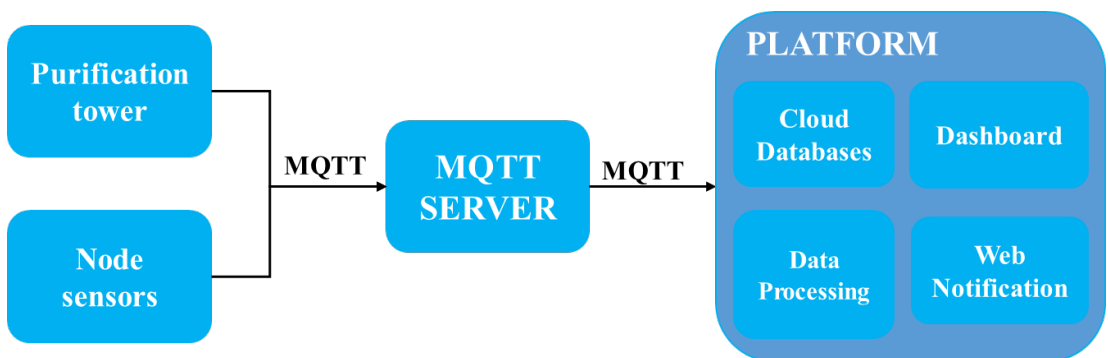 Purification
tower
Node
sensors
MQTT
MQTT
SERVER
MQTT
PLATFORM
Cloud
Databases
Dashboard
Data
Processing
Web
Notification